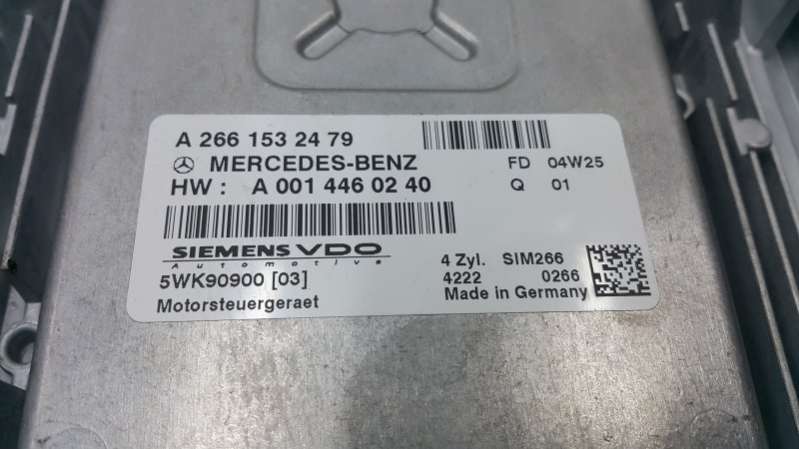 A 266 153 24 79
MERCEDES-BENZ FD 04W25
HW : A 001 446 02 40 Q 01
SIEMENS VDO
Automotive
4 Zyl. SIM266
5WK90900 [03] 4222 0266
Motorsteuergeraet Made in Germany